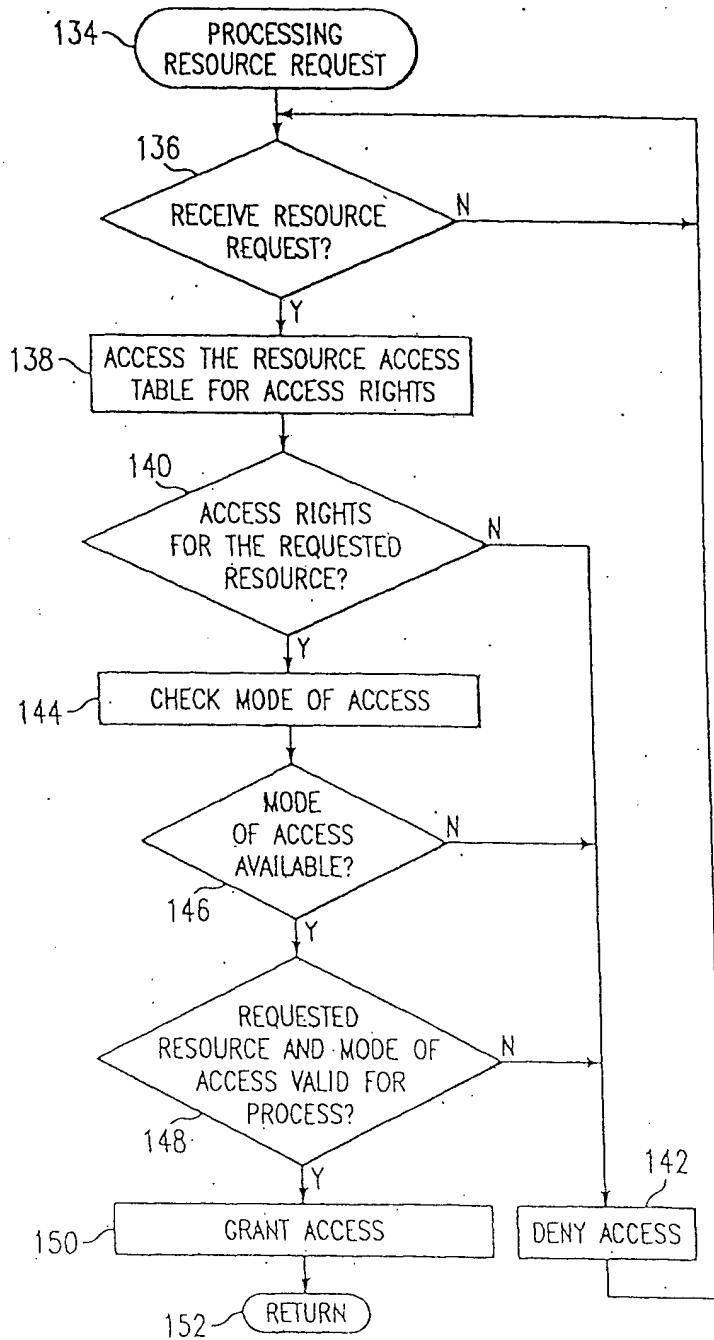 134
PROCESSING
RESOURCE REQUEST
136
RECEIVE RESOURCE
REQUEST?
N
Y
138
ACCESS THE RESOURCE ACCESS
TABLE FOR ACCESS RIGHTS
140
ACCESS RIGHTS
FOR THE REQUESTED
RESOURCE?
N
Y
144
CHECK MODE OF ACCESS
MODE
OF ACCESS
AVAILABLE?
N
146
Y
REQUESTED
RESOURCE AND MODE OF
ACCESS VALID FOR
PROCESS?
N
148
Y
142
150
GRANT ACCESS
DENY ACCESS
152
RETURN